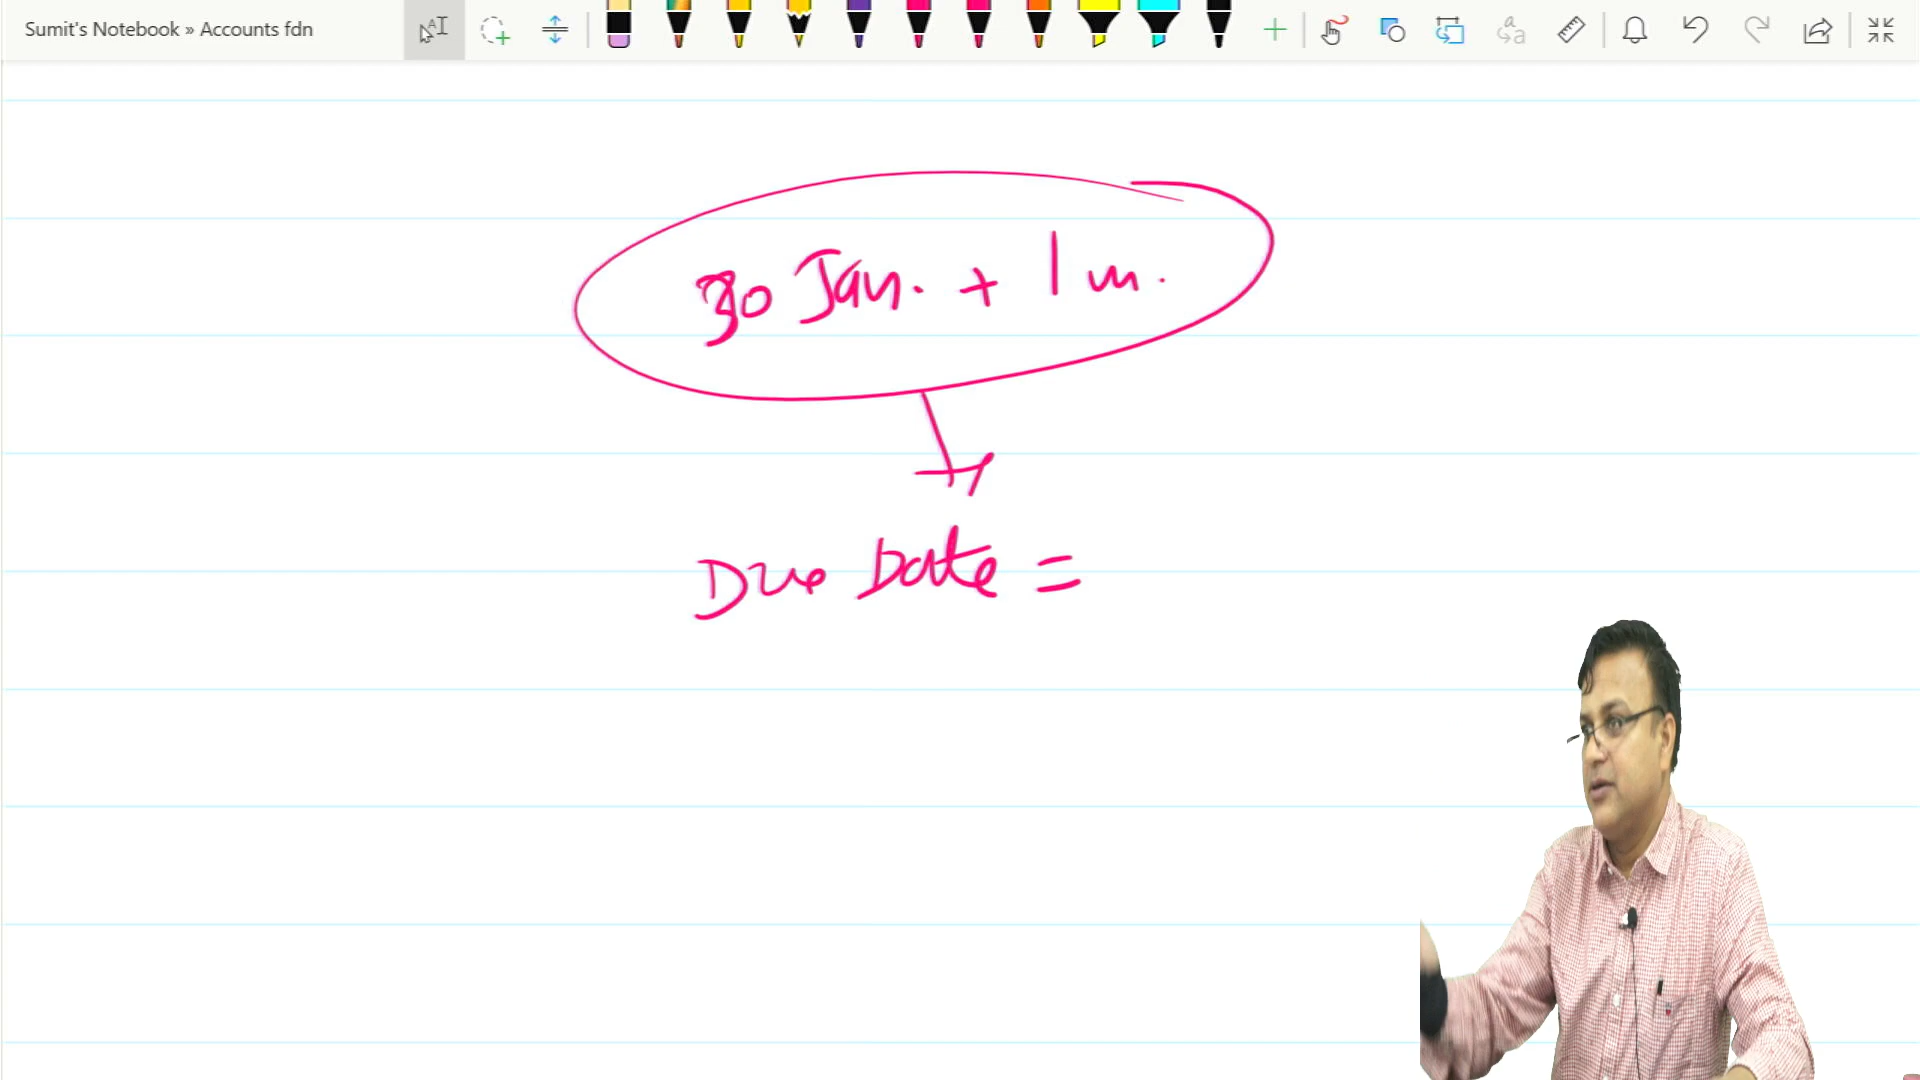 Sumit's Notebook » Accounts fdn
30 Jan. + 1 m.
Due Date =